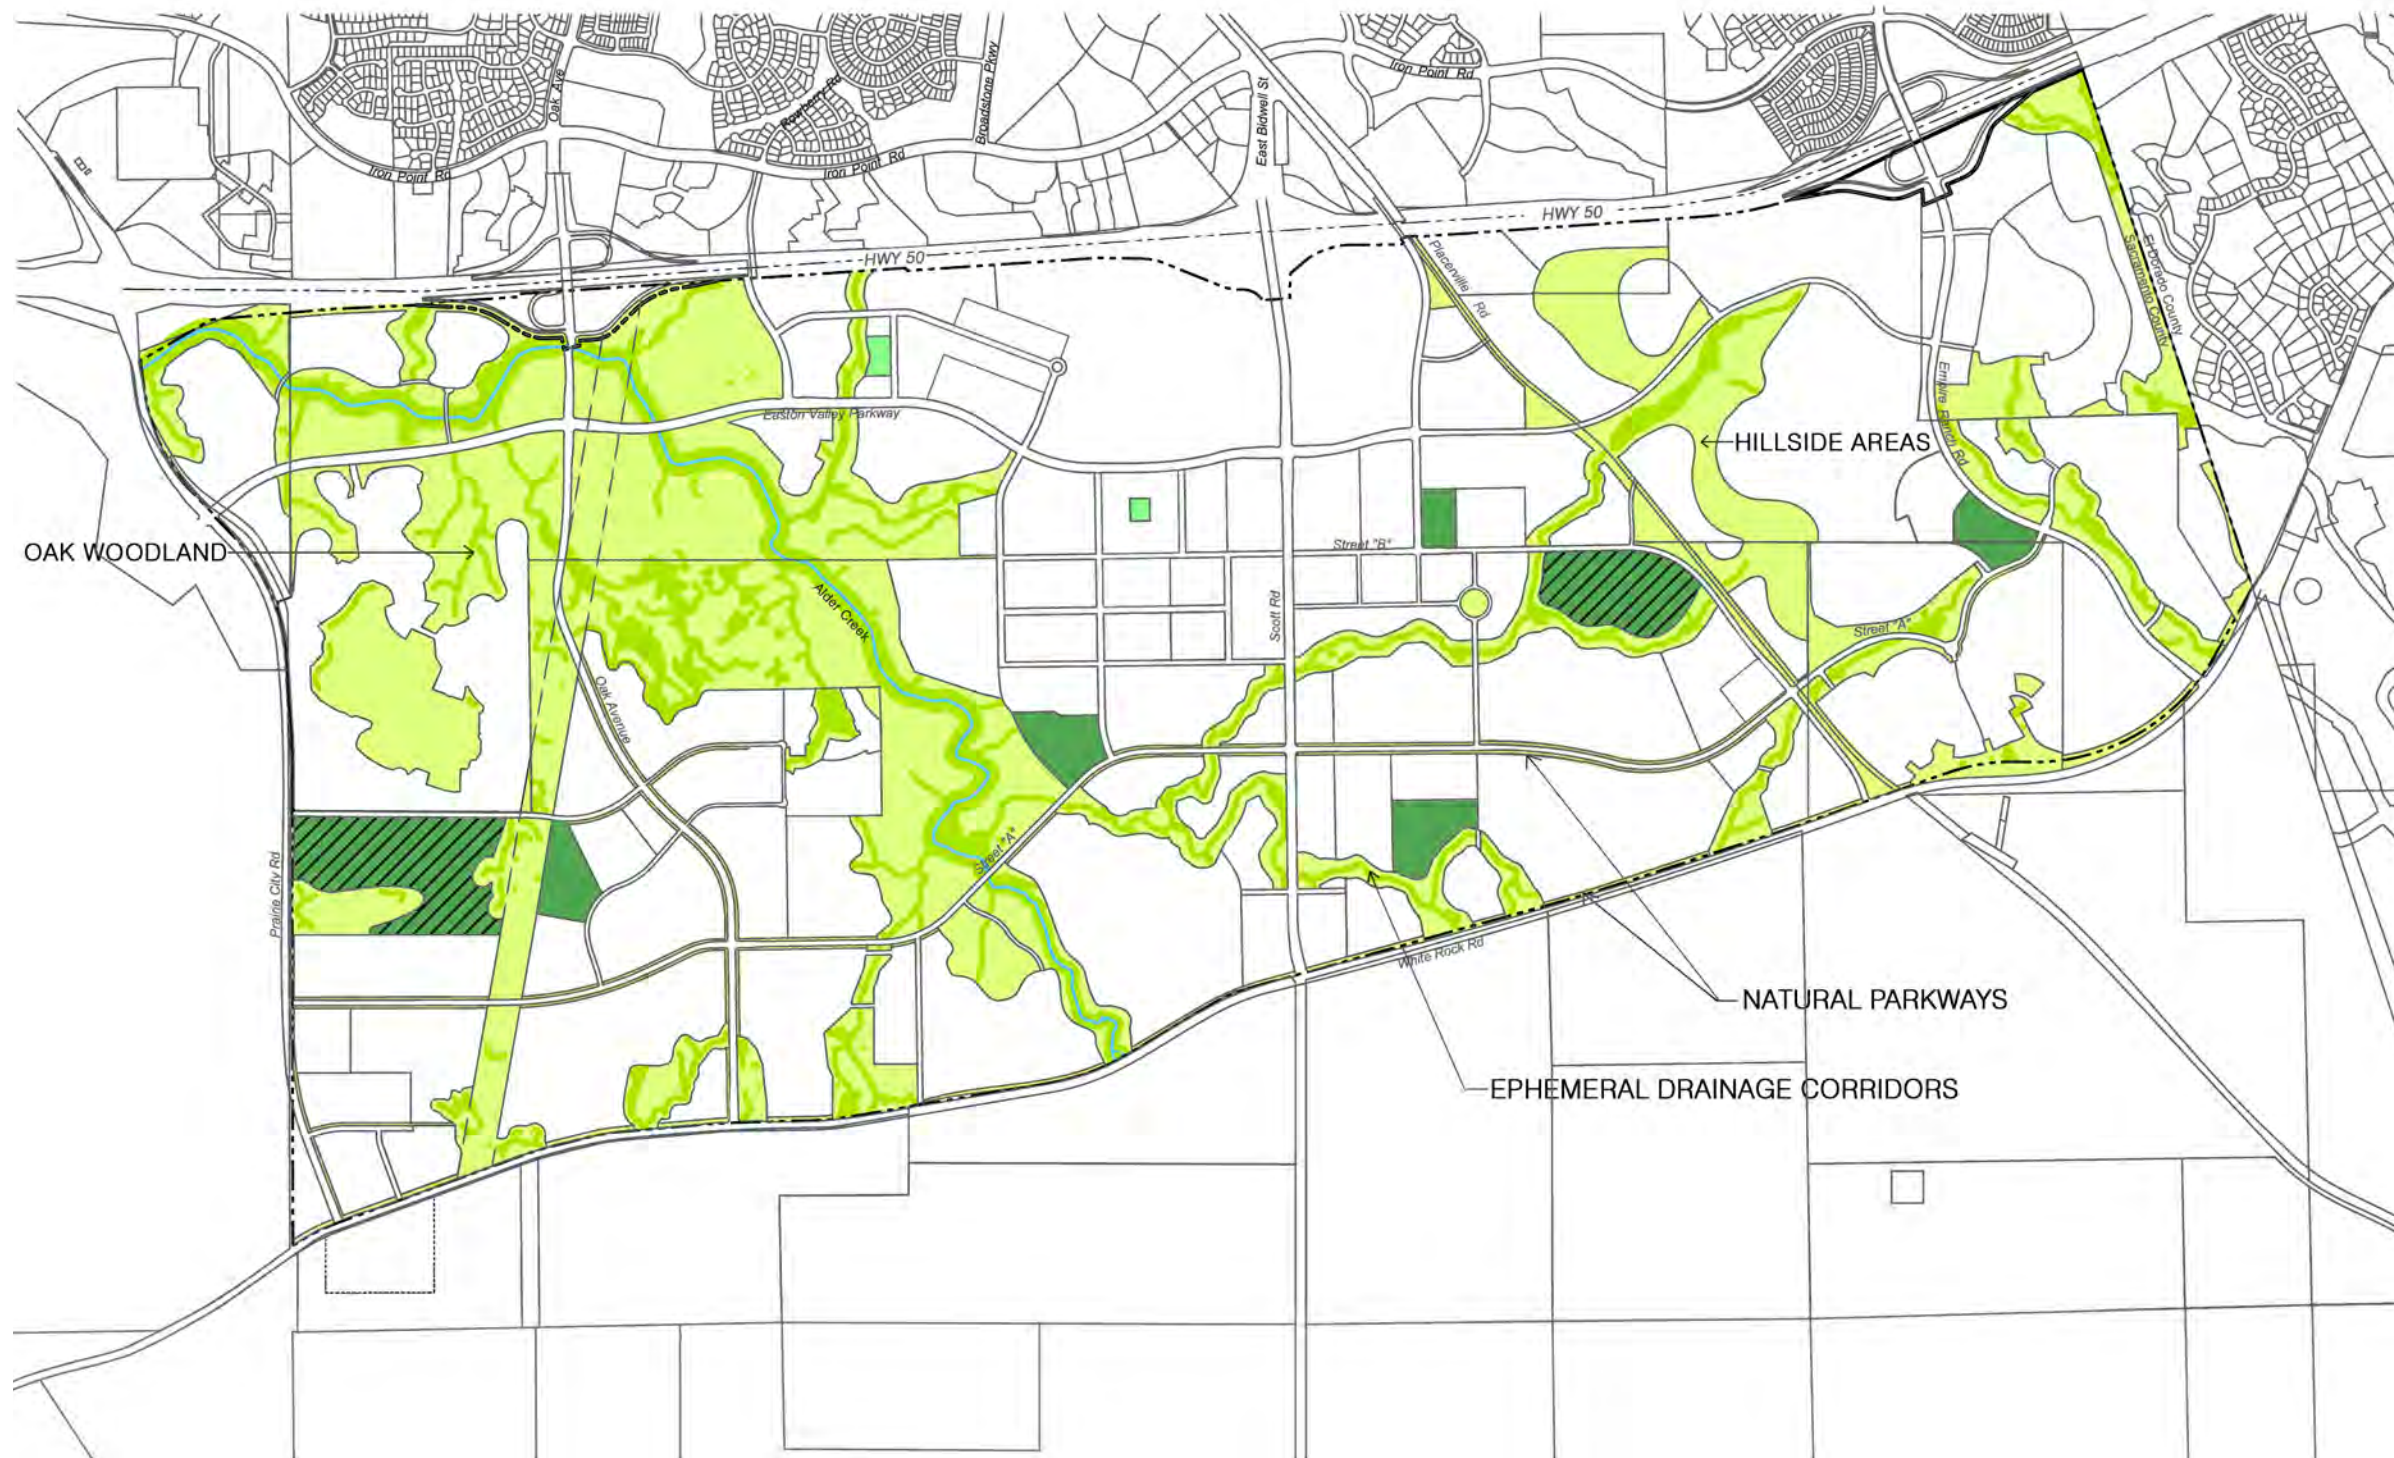 Iron Point Rd
Oak Ave
Rowberry Rd
Broadstone Pkwy
Iron Point Rd
Iron Point Rd
East Bidwell St
HWY 50
HWY 50
Placerville Rd
El Dorado County
Sacramento County
Easton Valley Parkway
Empire Ranch Rd
HILLSIDE AREAS
OAK WOODLAND
Street "B"
Alder Creek
Scott Rd
Street "A"
Oak Avenue
Street "A"
Prairie City Rd
White Rock Rd
NATURAL PARKWAYS
EPHEMERAL DRAINAGE CORRIDORS